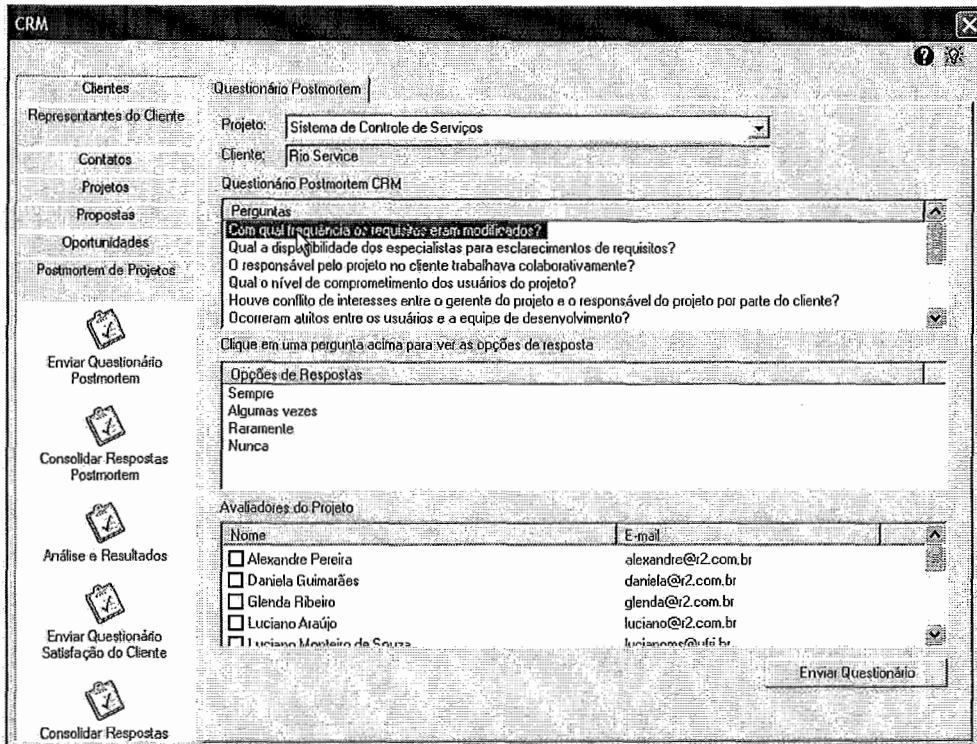 CRM
Clientes
Representantes do Cliente
Contatos
Projetos
Propostas
Oportunidades
Postmortem de Projetos
Enviar Questionário
Postmortem
Consolidar Respostas
Postmortem
Análise e Resultados
Enviar Questionário
Satisfação do Cliente
Consolidar Respostas
Questionário Postmortem
Projeto: Sistema de Controle de Serviços
Cliente: Rio Service
Questionário Postmortem CRM
Perguntas
Com qual frequência os requisitos eram modificados?
Qual a disponibilidade dos especialistas para esclarecimentos de requisitos?
O responsável pelo projeto no cliente trabalhava colaborativamente?
Qual o nível de comprometimento dos usuários do projeto?
Houve conflito de interesses entre o gerente do projeto e o responsável do projeto por parte do cliente?
Ocorreram atritos entre os usuários e a equipe de desenvolvimento?
Clique em uma pergunta acima para ver as opções de resposta
Opções de Respostas
Sempre
Algumas vezes
Raramente
Nunca
Avaliadores do Projeto
Nome E-mail
Alexandre Pereira alexandre@r2.com.br
Daniela Guimarães daniela@r2.com.br
Glenda Ribeiro glenda@r2.com.br
Luciano Araújo luciano@r2.com.br
Luciano Monteiro de Souza lucianoms@ufrj.br
Enviar Questionário